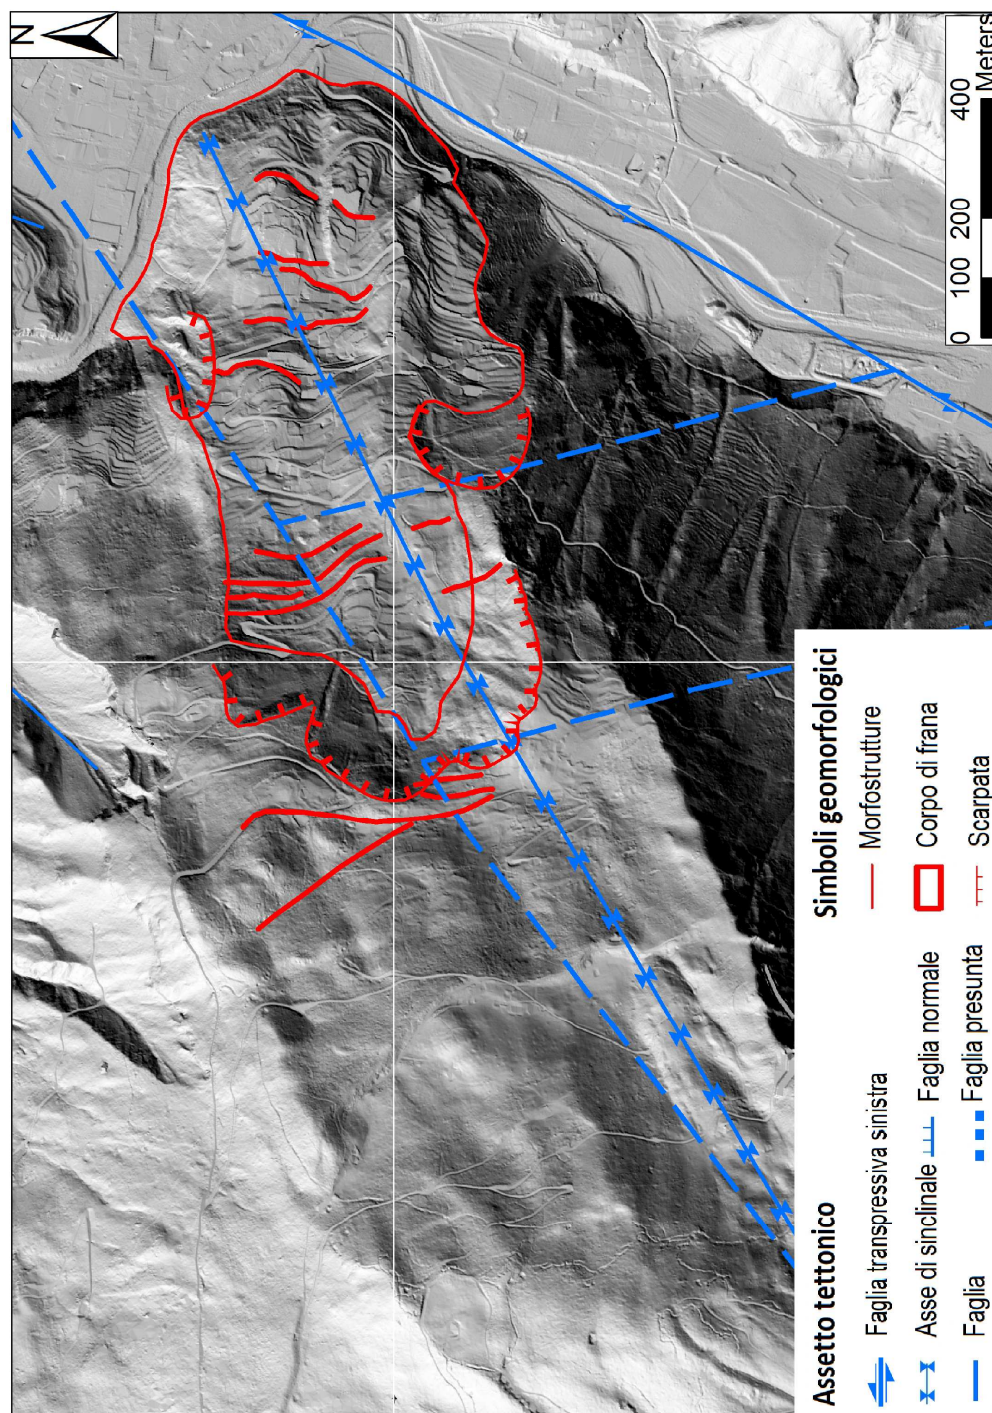 N
0 100 200 400
Meters
Assetto tettonico
Faglia transpressiva sinistra
Asse di sinclinale
Faglia normale
Faglia
Faglia presunta
Simboli geomorfologici
Morfostrutture
Corpo di frana
Scarpata